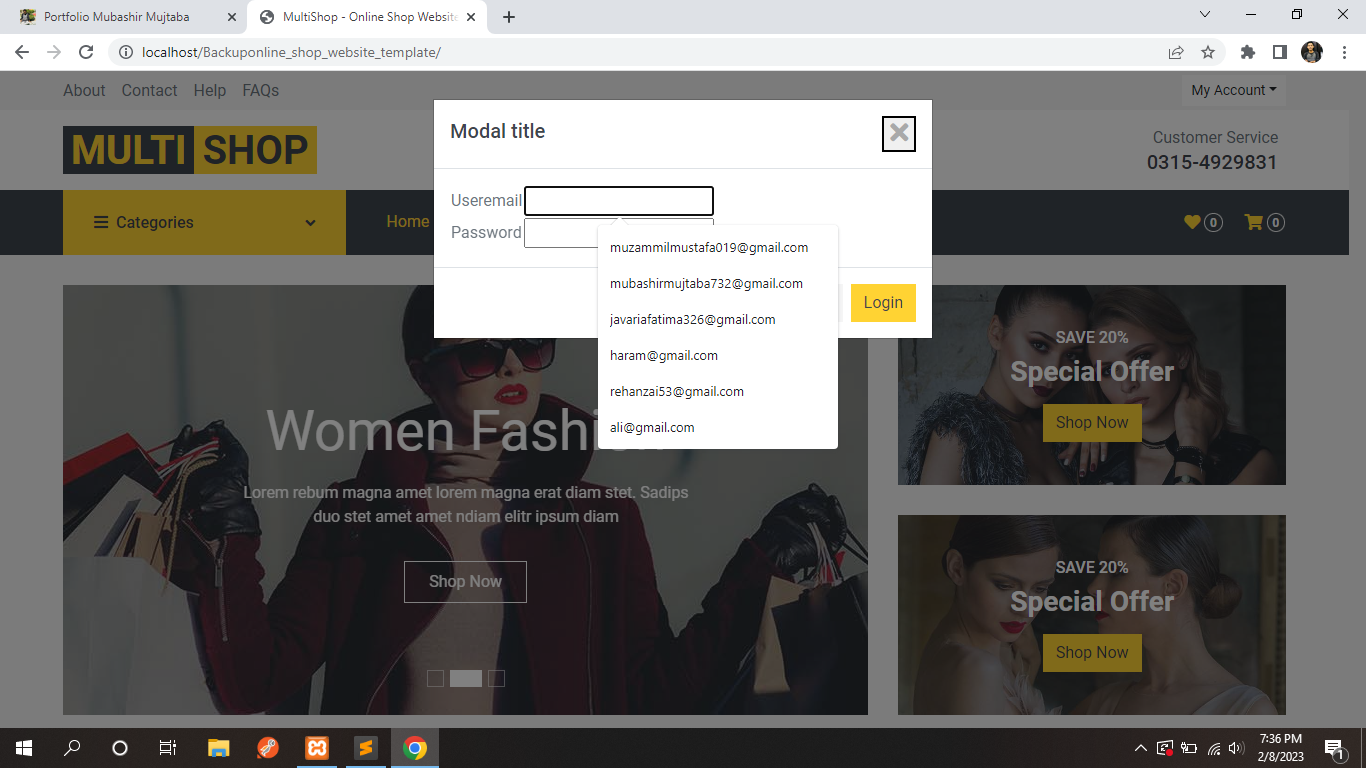 Portfolio Mubashir Mujtaba
MultiShop - Online Shop Website
localhost/Backuponline_shop_website_template/
About Contact Help FAQs
My Account
Modal title
MULTI SHOP
Customer Service
0315-4929831
Categories
Home
0 0
Useremail
Password
muzammilmustafa019@gmail.com
mubashirmujtaba732@gmail.com
javariafatima326@gmail.com
haram@gmail.com
rehanzai53@gmail.com
ali@gmail.com
Login
Women Fashion
Lorem rebum magna amet lorem magna erat diam stet. Sadips
duo stet amet amet ndiam elitr ipsum diam
Shop Now
SAVE 20%
Special Offer
Shop Now
SAVE 20%
Special Offer
Shop Now
7:36 PM
2/8/2023
1